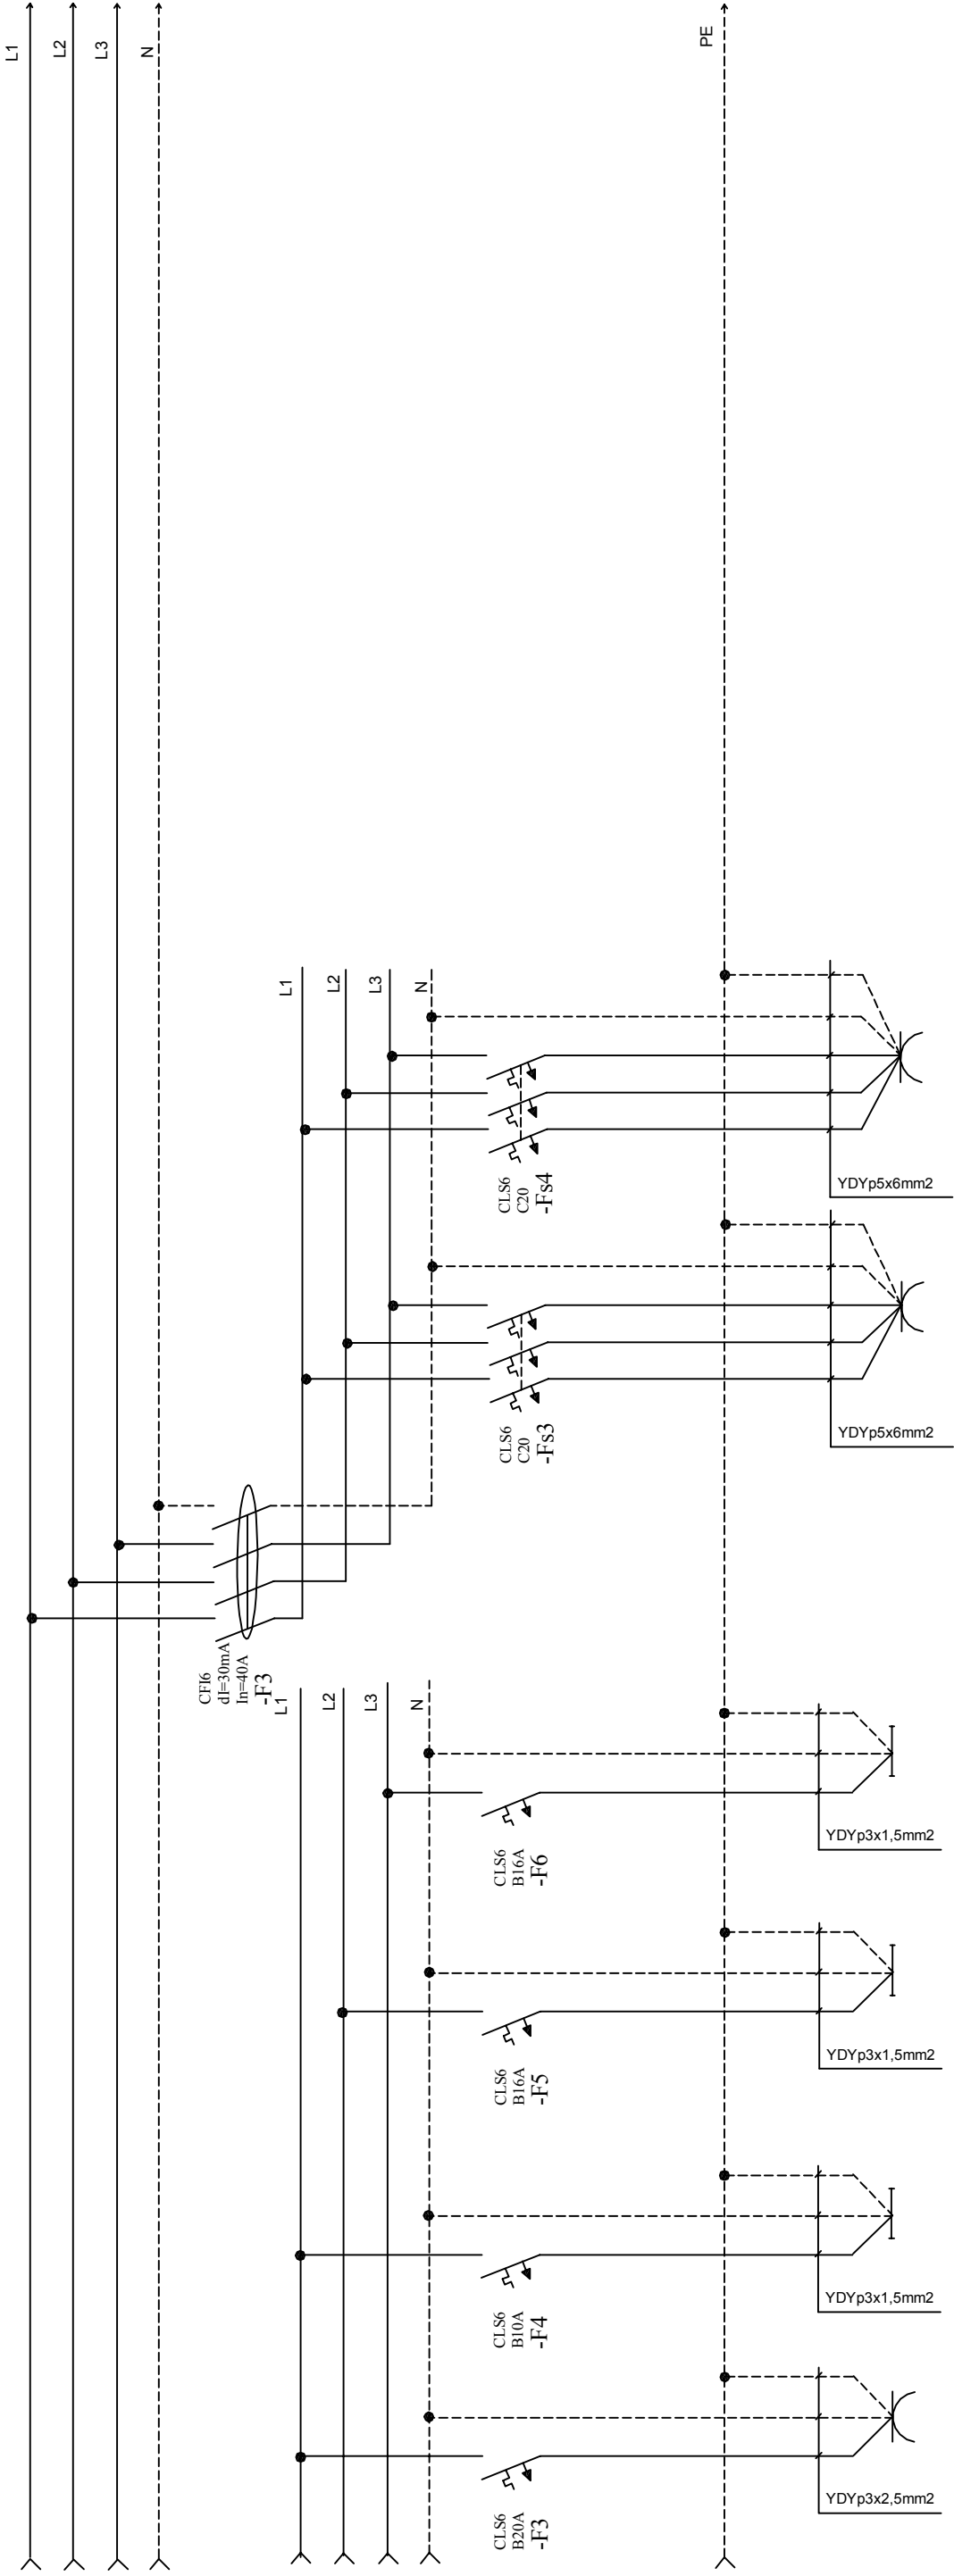 L1
L2
L3
N
PE
L1
L2
L3
N
CLS6
C20
-Fs4
YDYp5x6mm2
CLS6
C20
-Fs3
YDYp5x6mm2
CFI6
dI=30mA
In=40A
-F3
L1
L2
L3
N
CLS6
B16A
-F6
YDYp3x1,5mm2
CLS6
B16A
-F5
YDYp3x1,5mm2
CLS6
B10A
-F4
YDYp3x1,5mm2
CLS6
B20A
-F3
YDYp3x2,5mm2